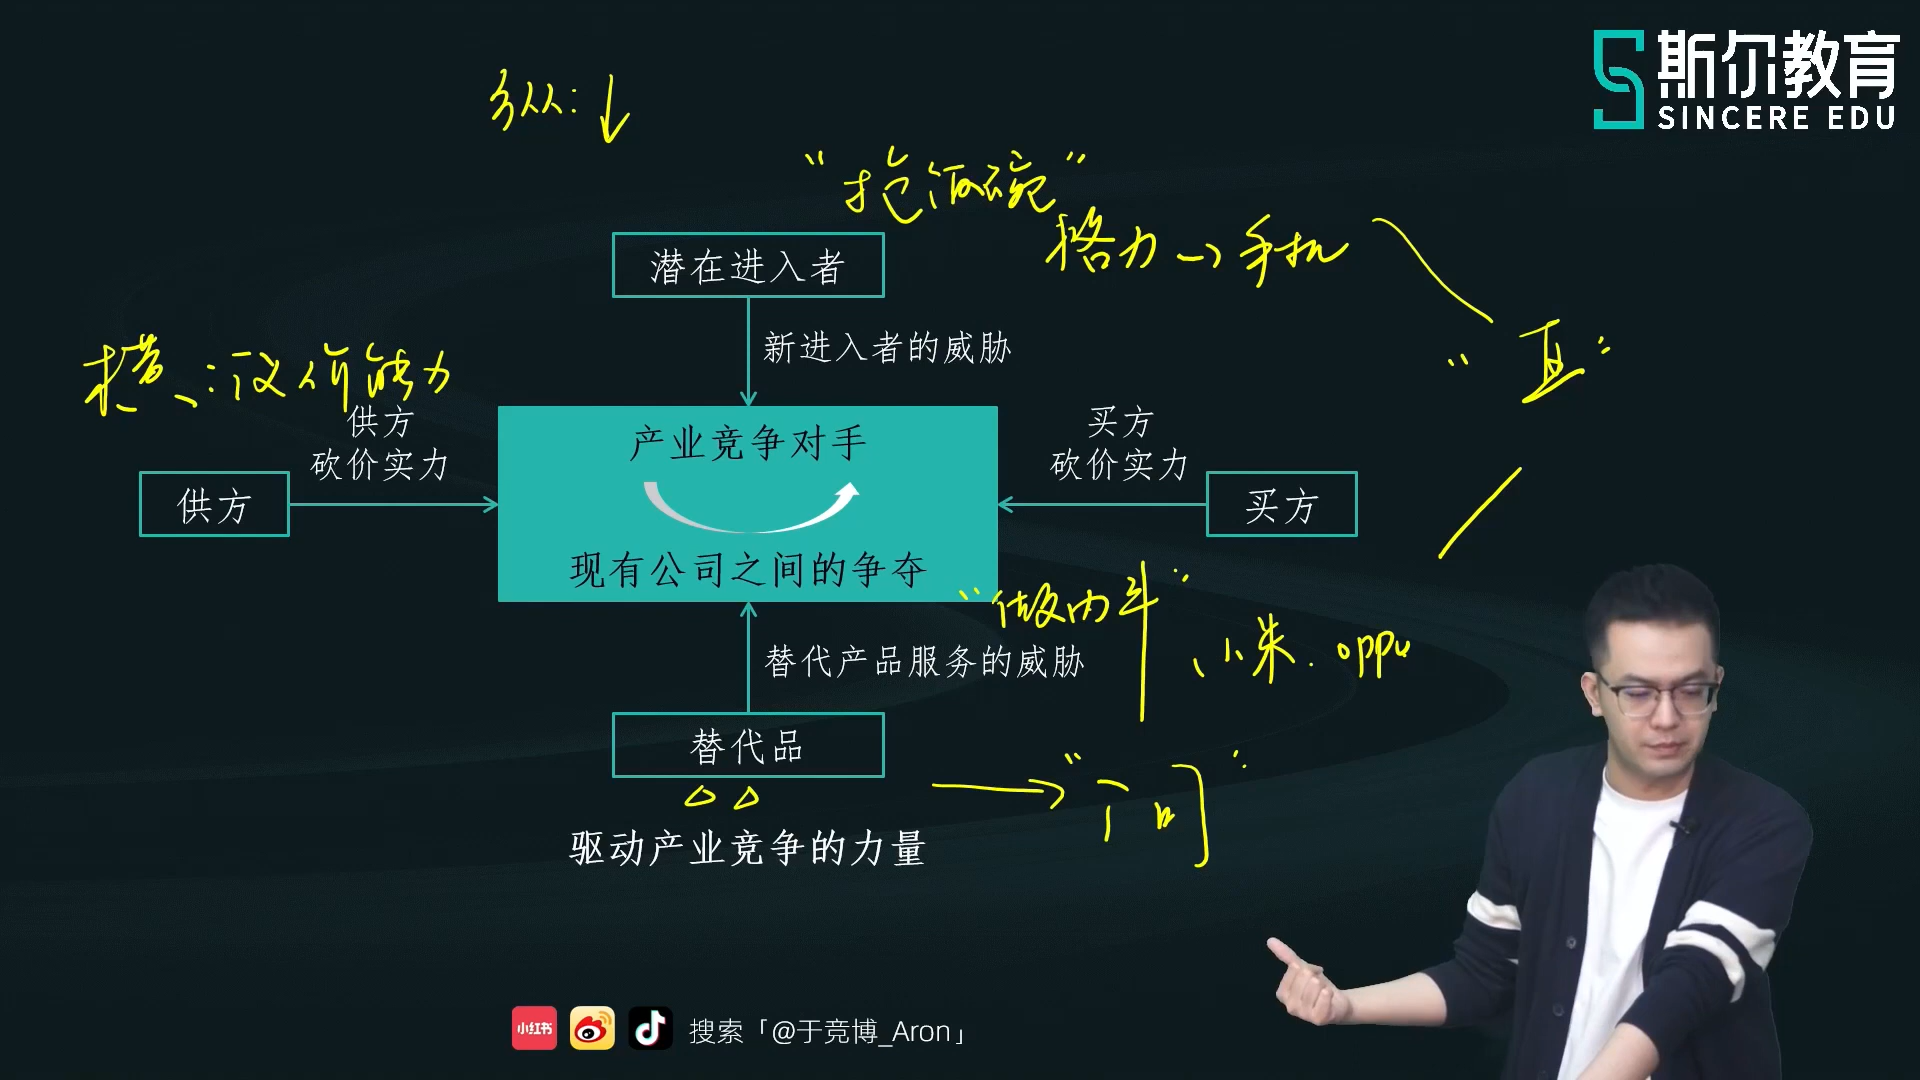 斯尔教育
SINCERE EDU
纵:↓
“抢饭碗”
格力→手机
潜在进入者
新进入者的威胁
“直”
横:议价能力
供方
砍价实力
产业竞争对手
买方
砍价实力
供方
买方
现有公司之间的争夺
“做内斗”
小米.oppo
替代产品服务的威胁
替代品
△△
驱动产业竞争的力量
小红书
搜索「@于竞博_Aron」